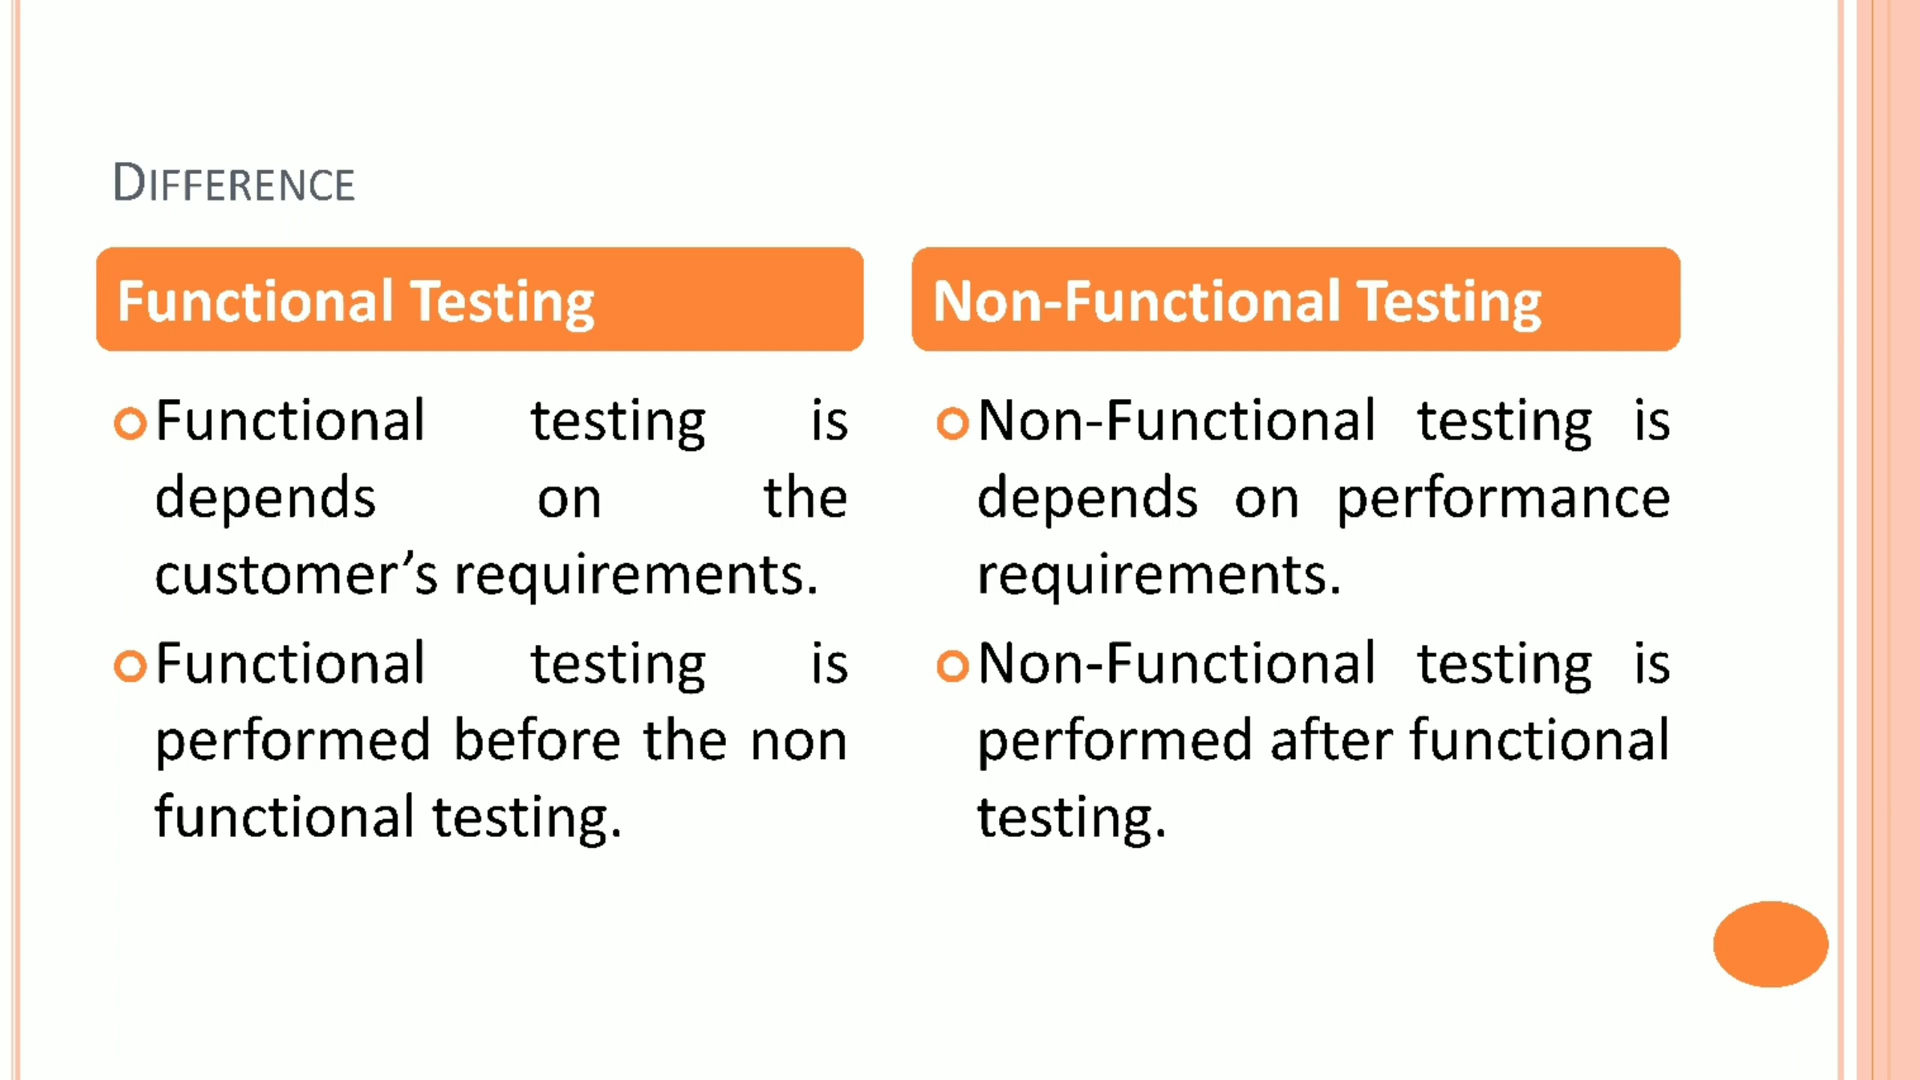 DIFFERENCE
Functional Testing
Functional testing is
depends on the
customer’s requirements.
Functional testing is
performed before the non
functional testing.
Non-Functional Testing
Non-Functional testing is
depends on performance
requirements.
Non-Functional testing is
performed after functional
testing.